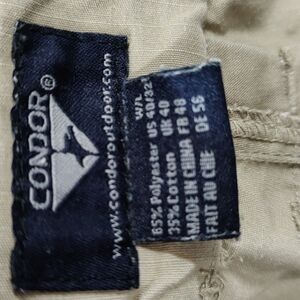 CONDOR®
www.condoroutdoor.com
W/L
65% Polyester US 40/32
35% Cotton UK 40
MADE IN CHINA FR 48
FAIT AU CHIE DE 56